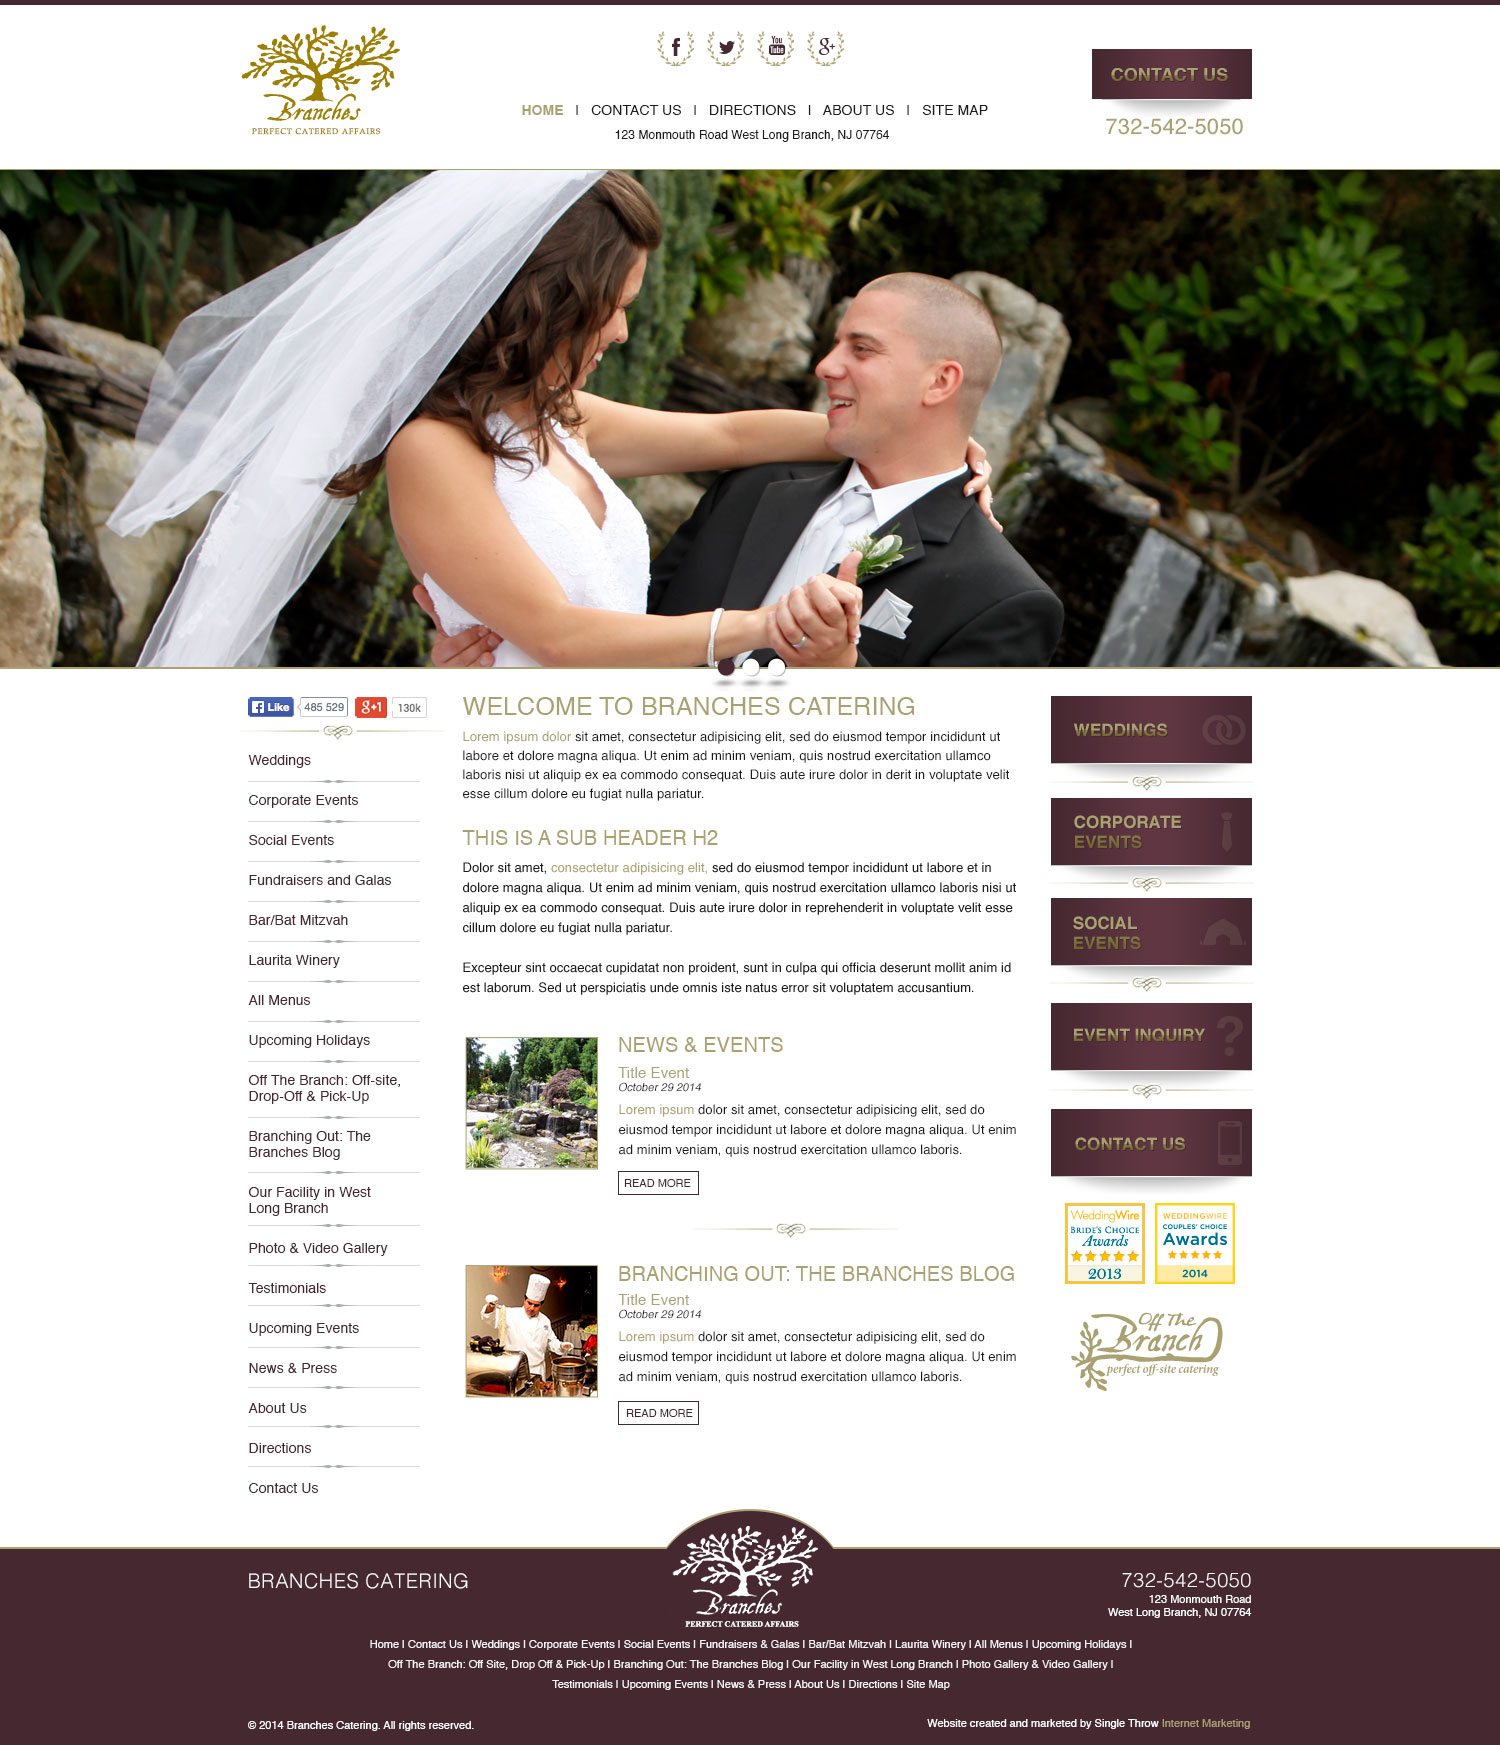 Branches
PERFECT CATERED AFFAIRS
f
You
Tube
g+
HOME I CONTACT US I DIRECTIONS I ABOUT US I SITE MAP
123 Monmouth Road West Long Branch, NJ 07764
CONTACT US
732-542-5050
f Like 485 529 g+1 130k
Weddings
Corporate Events
Social Events
Fundraisers and Galas
Bar/Bat Mitzvah
Laurita Winery
All Menus
Upcoming Holidays
Off The Branch: Off-site,
Drop-Off & Pick-Up
Branching Out: The
Branches Blog
Our Facility in West
Long Branch
Photo & Video Gallery
Testimonials
Upcoming Events
News & Press
About Us
Directions
Contact Us
WELCOME TO BRANCHES CATERING
Lorem ipsum dolor sit amet, consectetur adipisicing elit, sed do eiusmod tempor incididunt ut
labore et dolore magna aliqua. Ut enim ad minim veniam, quis nostrud exercitation ullamco
laboris nisi ut aliquip ex ea commodo consequat. Duis aute irure dolor in derit in voluptate velit
esse cillum dolore eu fugiat nulla pariatur.
THIS IS A SUB HEADER H2
Dolor sit amet, consectetur adipisicing elit, sed do eiusmod tempor incididunt ut labore et in
dolore magna aliqua. Ut enim ad minim veniam, quis nostrud exercitation ullamco laboris nisi ut
aliquip ex ea commodo consequat. Duis aute irure dolor in reprehenderit in voluptate velit esse
cillum dolore eu fugiat nulla pariatur.
Excepteur sint occaecat cupidatat non proident, sunt in culpa qui officia deserunt mollit anim id
est laborum. Sed ut perspiciatis unde omnis iste natus error sit voluptatem accusantium.
NEWS & EVENTS
Title Event
October 29 2014
Lorem ipsum dolor sit amet, consectetur adipisicing elit, sed do
eiusmod tempor incididunt ut labore et dolore magna aliqua. Ut enim
ad minim veniam, quis nostrud exercitation ullamco laboris.
READ MORE
BRANCHING OUT: THE BRANCHES BLOG
Title Event
October 29 2014
Lorem ipsum dolor sit amet, consectetur adipisicing elit, sed do
eiusmod tempor incididunt ut labore et dolore magna aliqua. Ut enim
ad minim veniam, quis nostrud exercitation ullamco laboris.
READ MORE
WEDDINGS
CORPORATE
EVENTS
SOCIAL
EVENTS
EVENT INQUIRY ?
CONTACT US
WeddingWire
BRIDE'S CHOICE
Awards
2013
WEDDINGWIRE
COUPLES' CHOICE
Awards
2014
Off The
Branch
perfect off-site catering
BRANCHES CATERING
Branches
PERFECT CATERED AFFAIRS
732-542-5050
123 Monmouth Road
West Long Branch, NJ 07764
Home I Contact Us I Weddings I Corporate Events I Social Events I Fundraisers & Galas I Bar/Bat Mitzvah I Laurita Winery I All Menus I Upcoming Holidays I
Off The Branch: Off Site, Drop Off & Pick-Up I Branching Out: The Branches Blog I Our Facility in West Long Branch I Photo Gallery & Video Gallery I
Testimonials I Upcoming Events I News & Press I About Us I Directions I Site Map
© 2014 Branches Catering. All rights reserved.
Website created and marketed by Single Throw Internet Marketing